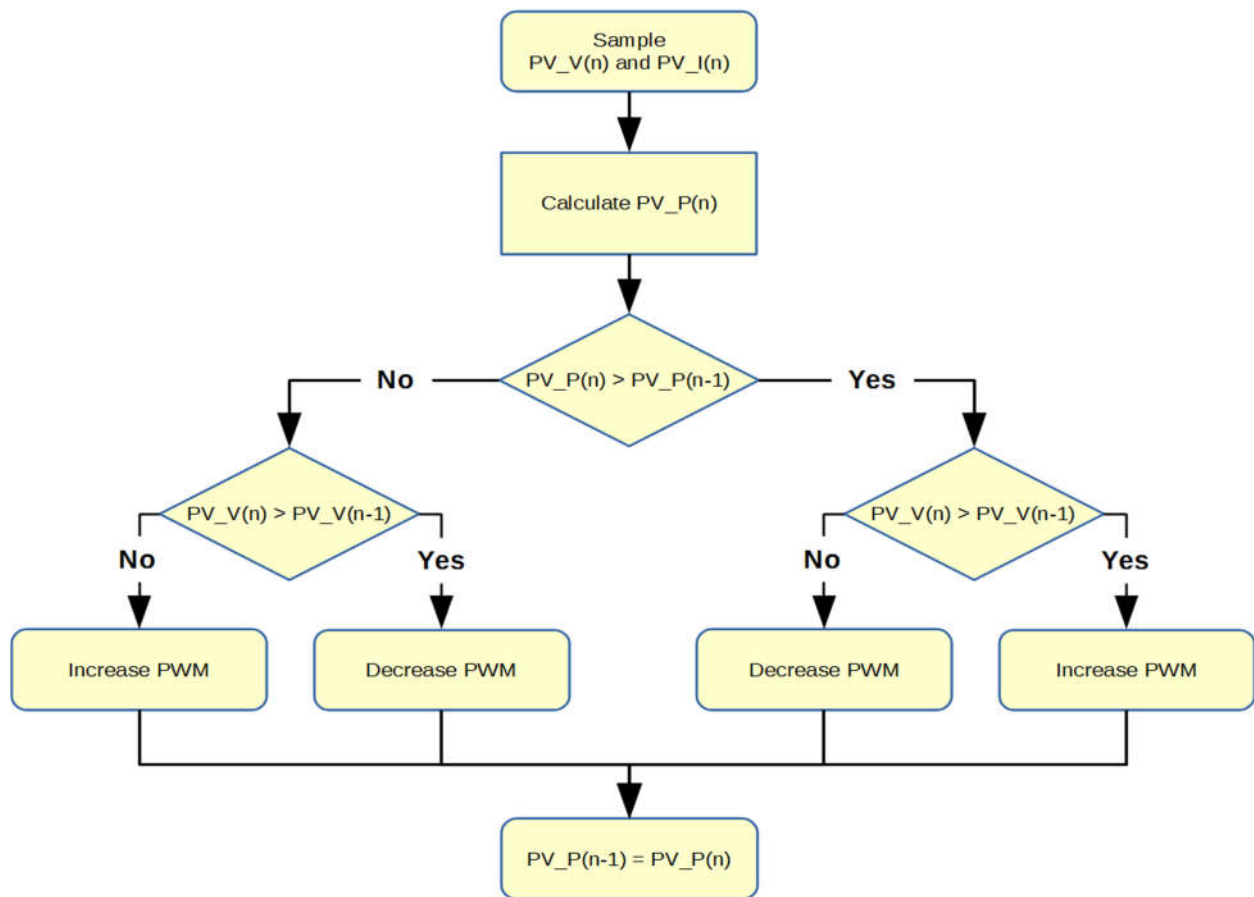 Sample
PV_V(n) and PV_I(n)
Calculate PV_P(n)
PV_P(n) > PV_P(n-1)
No
Yes
PV_V(n) > PV_V(n-1)
PV_V(n) > PV_V(n-1)
No
Yes
No
Yes
Increase PWM
Decrease PWM
Decrease PWM
Increase PWM
PV_P(n-1) = PV_P(n)